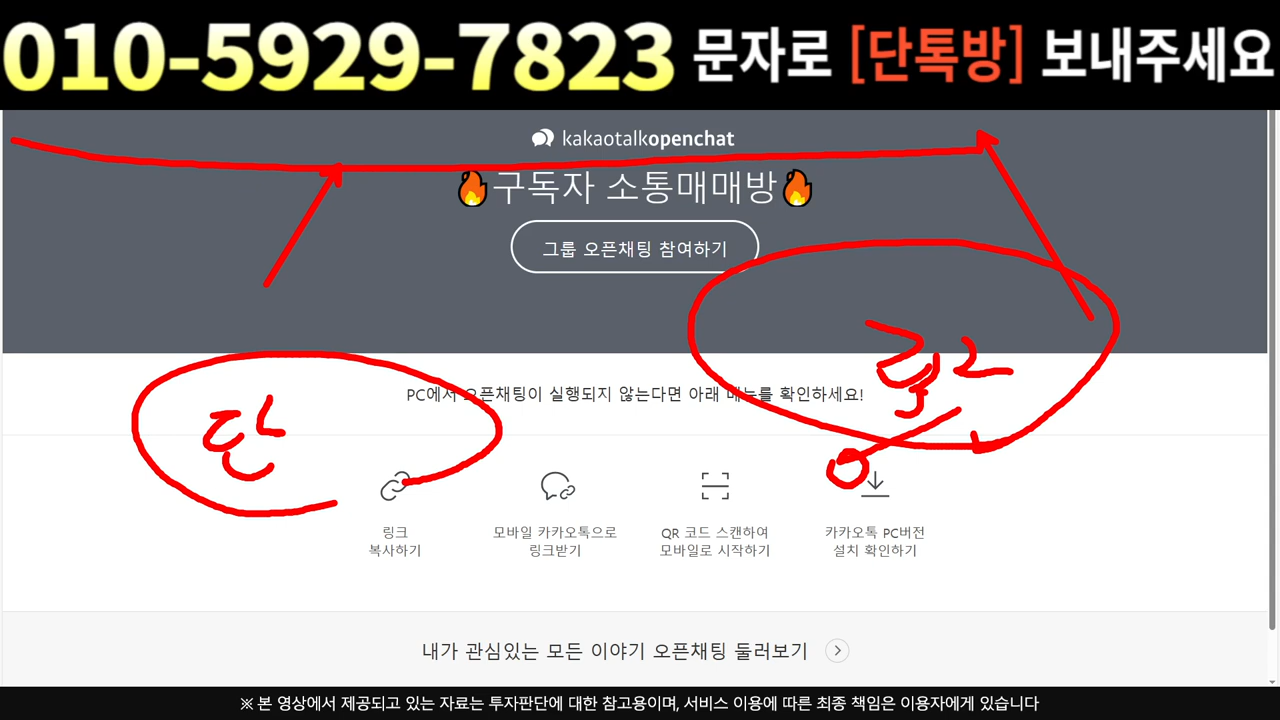 010-5929-7823 문자로 [단톡방] 보내주세요
kakaotalkopenchat
🔥구독자 소통매매방🔥
그룹 오픈채팅 참여하기
PC에서 오픈채팅이 실행되지 않는다면 아래 메뉴를 확인하세요!
단
링크
복사하기
모바일 카카오톡으로
링크받기
QR 코드 스캔하여
모바일로 시작하기
카카오톡 PC버전
설치 확인하기
내가 관심있는 모든 이야기 오픈채팅 둘러보기
※ 본 영상에서 제공되고 있는 자료는 투자판단에 대한 참고용이며, 서비스 이용에 따른 최종 책임은 이용자에게 있습니다